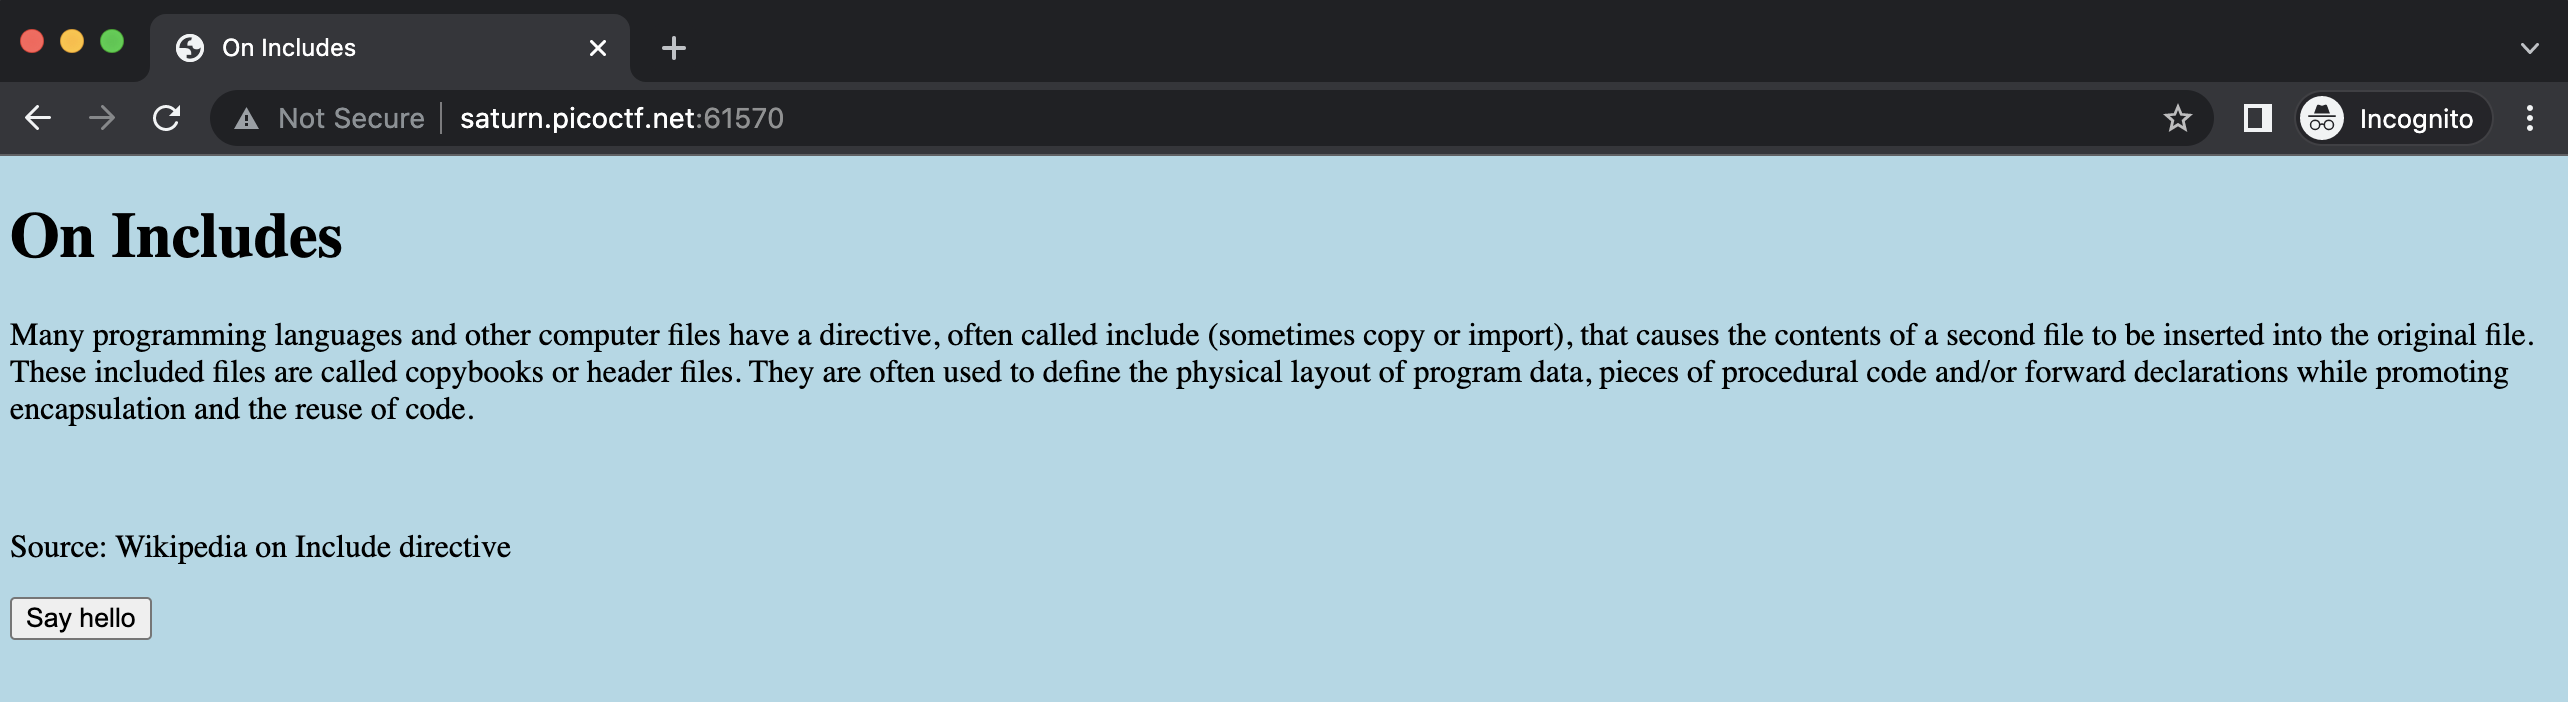 On Includes
Not Secure
saturn.picoctf.net:61570
Incognito
On Includes
Many programming languages and other computer files have a directive, often called include (sometimes copy or import), that causes the contents of a second file to be inserted into the original file.
These included files are called copybooks or header files. They are often used to define the physical layout of program data, pieces of procedural code and/or forward declarations while promoting
encapsulation and the reuse of code.
Source: Wikipedia on Include directive
Say hello